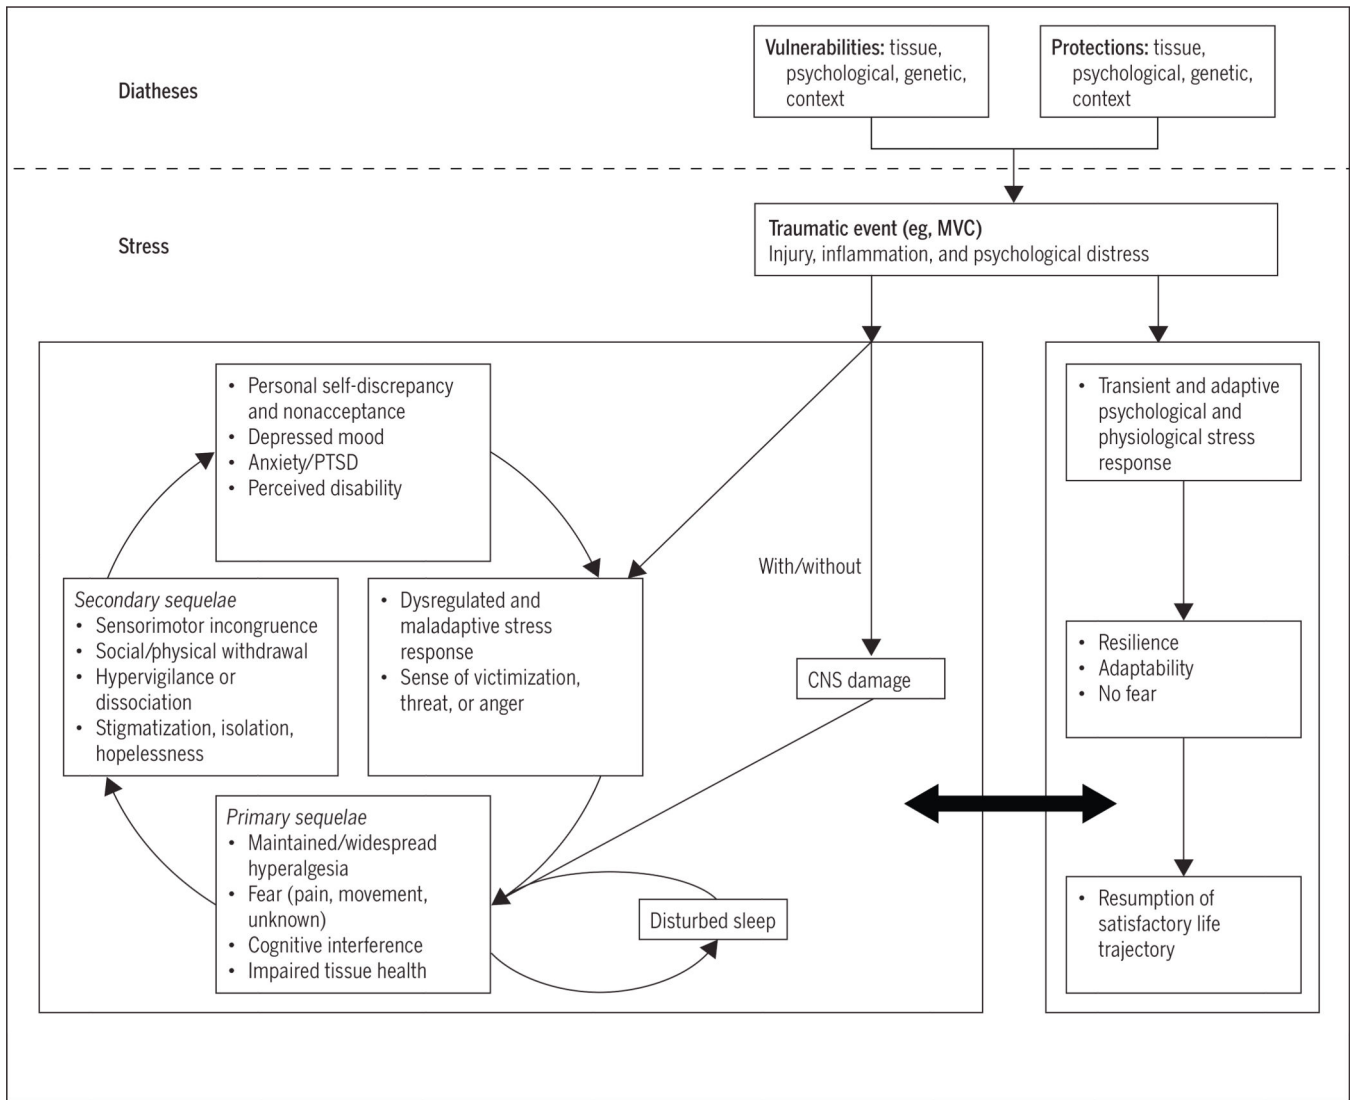 Diatheses
Vulnerabilities: tissue,
psychological, genetic,
context
Protections: tissue,
psychological, genetic,
context
Stress
Traumatic event (eg, MVC)
Injury, inflammation, and psychological distress
• Personal self-discrepancy
and nonacceptance
• Depressed mood
• Anxiety/PTSD
• Perceived disability
Secondary sequelae
• Sensorimotor incongruence
• Social/physical withdrawal
• Hypervigilance or
dissociation
• Stigmatization, isolation,
hopelessness
• Dysregulated and
maladaptive stress
response
• Sense of victimization,
threat, or anger
Primary sequelae
• Maintained/widespread
hyperalgesia
• Fear (pain, movement,
unknown)
• Cognitive interference
• Impaired tissue health
Disturbed sleep
With/without
CNS damage
• Transient and adaptive
psychological and
physiological stress
response
• Resilience
• Adaptability
• No fear
• Resumption of
satisfactory life
trajectory